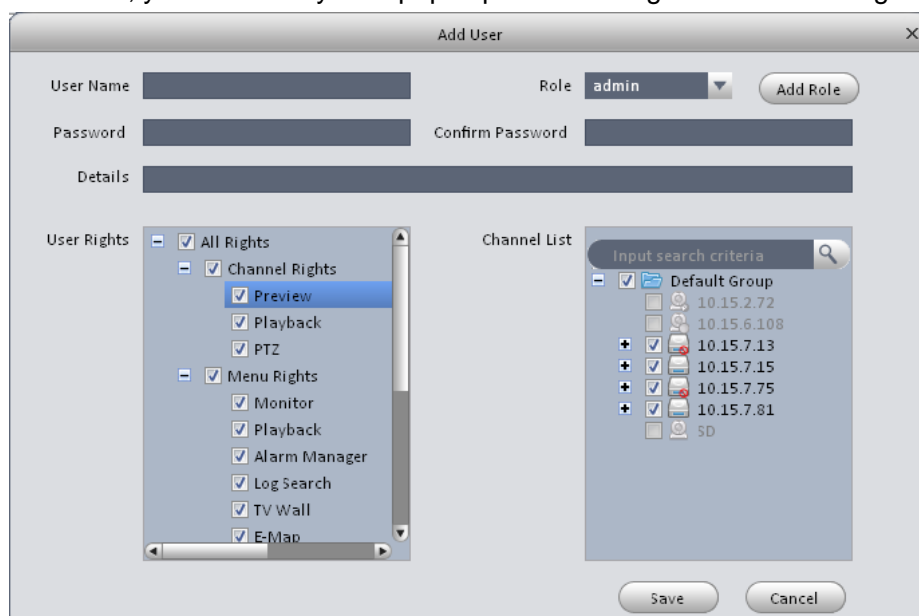 Add User
User Name
Role admin Add Role
Password
Confirm Password
Details
User Rights
All Rights
Channel Rights
Preview
Playback
PTZ
Menu Rights
Monitor
Playback
Alarm Manager
Log Search
TV Wall
E-Map
Channel List
Input search criteria
Default Group
10.15.2.72
10.15.6.108
10.15.7.13
10.15.7.15
10.15.7.75
10.15.7.81
SD
Save Cancel